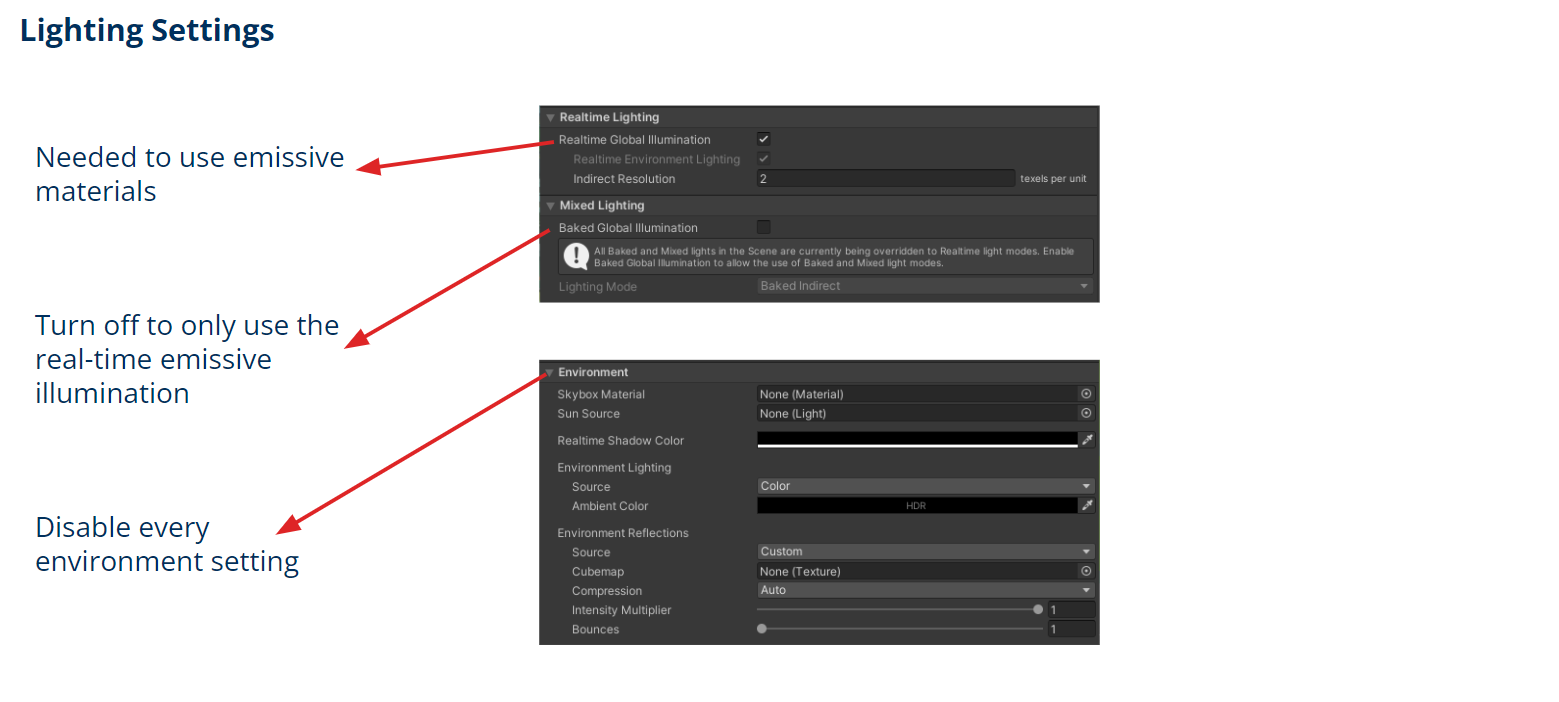 Lighting Settings
Needed to use emissive
materials
Turn off to only use the
real-time emissive
illumination
Disable every
environment setting
Realtime Lighting
Realtime Global Illumination
Realtime Environment Lighting
Indirect Resolution 2 texels per unit
Mixed Lighting
Baked Global Illumination
All Baked and Mixed lights in the Scene are currently being overridden to Realtime light modes. Enable
Baked Global Illumination to allow the use of Baked and Mixed light modes.
Lighting Mode Baked Indirect
Environment
Skybox Material None (Material)
Sun Source None (Light)
Realtime Shadow Color
Environment Lighting
Source Color
Ambient Color HDR
Environment Reflections
Source Custom
Cubemap None (Texture)
Compression Auto
Intensity Multiplier 1
Bounces 1